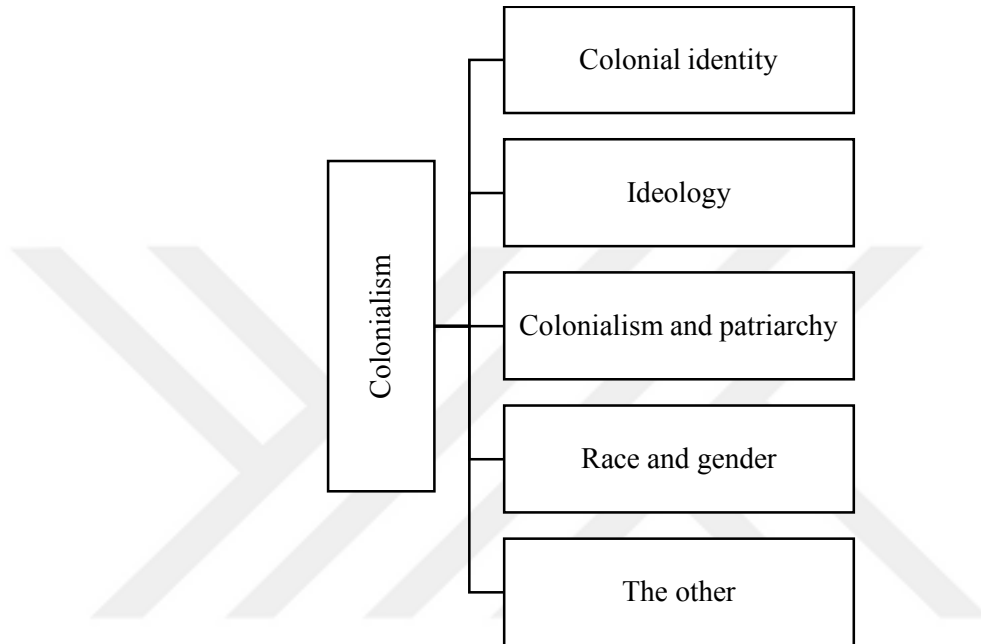 Colonialism
Colonial identity
Ideology
Colonialism and patriarchy
Race and gender
The other